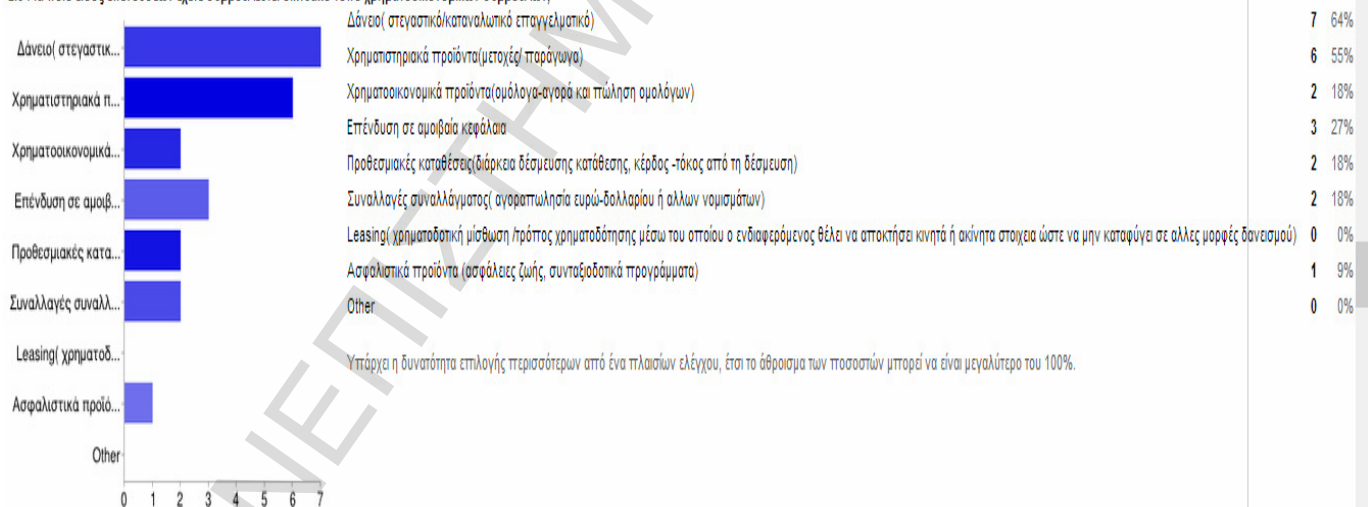 Δάνειο( στεγαστικό/καταναλωτικό επαγγελματικό) 7 64%
Χρηματιστηριακά προϊόντα(μετοχές/ παράγωγα) 6 55%
Χρηματοοικονομικά προϊόντα(ομόλογα-αγορά και πώληση ομολόγων) 2 18%
Επένδυση σε αμοιβαία κεφάλαια 3 27%
Προθεσμιακές καταθέσεις(διάρκεια δέσμευσης κατάθεσης, κέρδος -τόκος από τη δέσμευση) 2 18%
Συναλλαγές συναλλάγματος( αγοραπωλησία ευρώ-δολλαρίου ή αλλων νομισμάτων) 2 18%
Leasing( χρηματοδοτική μίσθωση /τρόπος χρηματοδότησης μέσω του οποίου ο ενδιαφερόμενος θέλει να αποκτήσει κινητά ή ακίνητα στοιχεια ώστε να μην καταφύγει σε αλλες μορφές δανεισμού) 0 0%
Ασφαλιστικά προϊόντα (ασφάλειες ζωής, συνταξιοδοτικά προγράμματα) 1 9%
Other 0 0%
Υπάρχει η δυνατότητα επιλογής περισσότερων από ένα πλαισίων ελέγχου, έτσι το άθροισμα των ποσοστών μπορεί να είναι μεγαλύτερο του 100%.
Δάνειο( στεγαστικ...
Χρηματιστηριακά π...
Χρηματοοικονομικά...
Επένδυση σε αμοιβ...
Προθεσμιακές κατα...
Συναλλαγές συναλλ...
Leasing( χρηματοδ...
Ασφαλιστικά προϊό...
Other
0 1 2 3 4 5 6 7